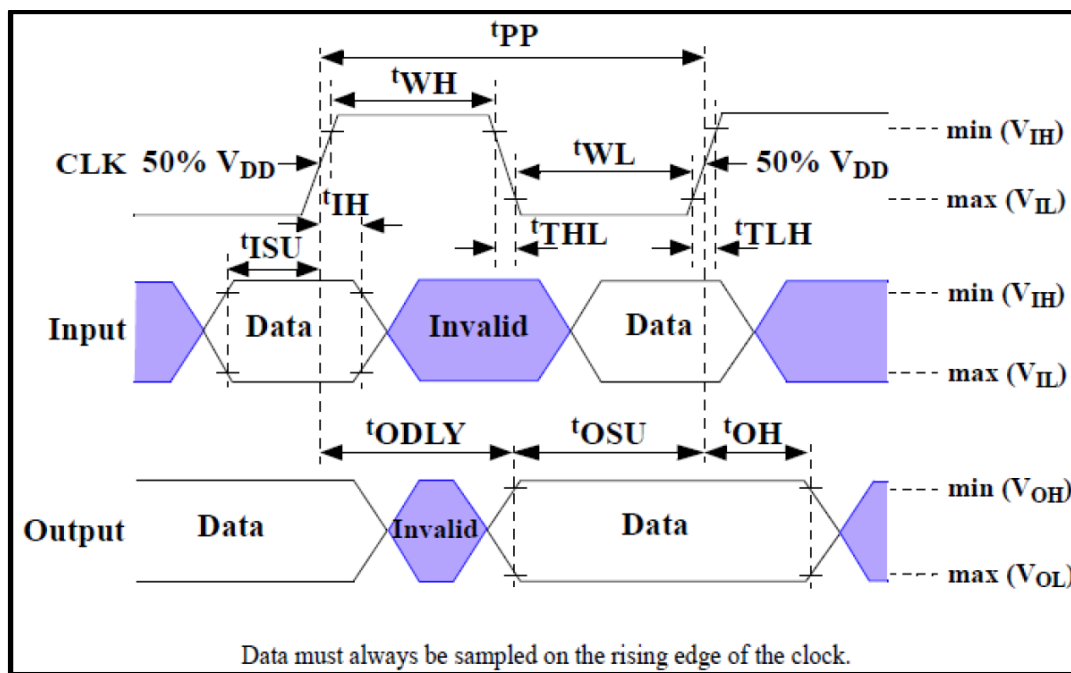 tPP
tWH
min (VIH)
CLK 50% VDD
tWL
50% VDD
max (VIL)
tIH
tTHL
tTLH
tISU
min (VIH)
Input
Data
Invalid
Data
max (VIL)
tODLY
tOSU
tOH
min (VOH)
Output
Data
Invalid
Data
max (VOL)
Data must always be sampled on the rising edge of the clock.